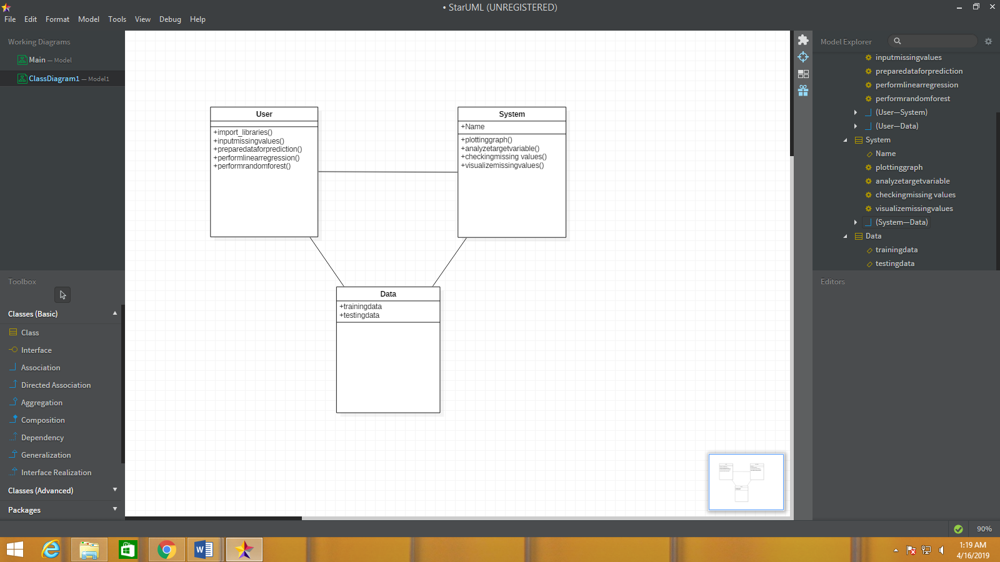 • StarUML (UNREGISTERED)
File Edit Format Model Tools View Debug Help
Working Diagrams
Main — Model
ClassDiagram1 — Model1
Toolbox
Classes (Basic)
Class
Interface
Association
Directed Association
Aggregation
Composition
Dependency
Generalization
Interface Realization
Classes (Advanced)
Packages
User
+import_libraries()
+inputmissingvalues()
+preparedataforprediction()
+performlinearregression()
+performrandomforest()
System
+Name
+plottinggraph()
+analyzetargetvariable()
+checkingmissing values()
+visualizemissingvalues()
Data
+trainingdata
+testingdata
Model Explorer
inputmissingvalues
preparedataforprediction
performlinearregression
performrandomforest
(User—System)
(User—Data)
System
Name
plottinggraph
analyzetargetvariable
checkingmissing values
visualizemissingvalues
(System—Data)
Data
trainingdata
testingdata
Editors
90%
1:19 AM
4/16/2019